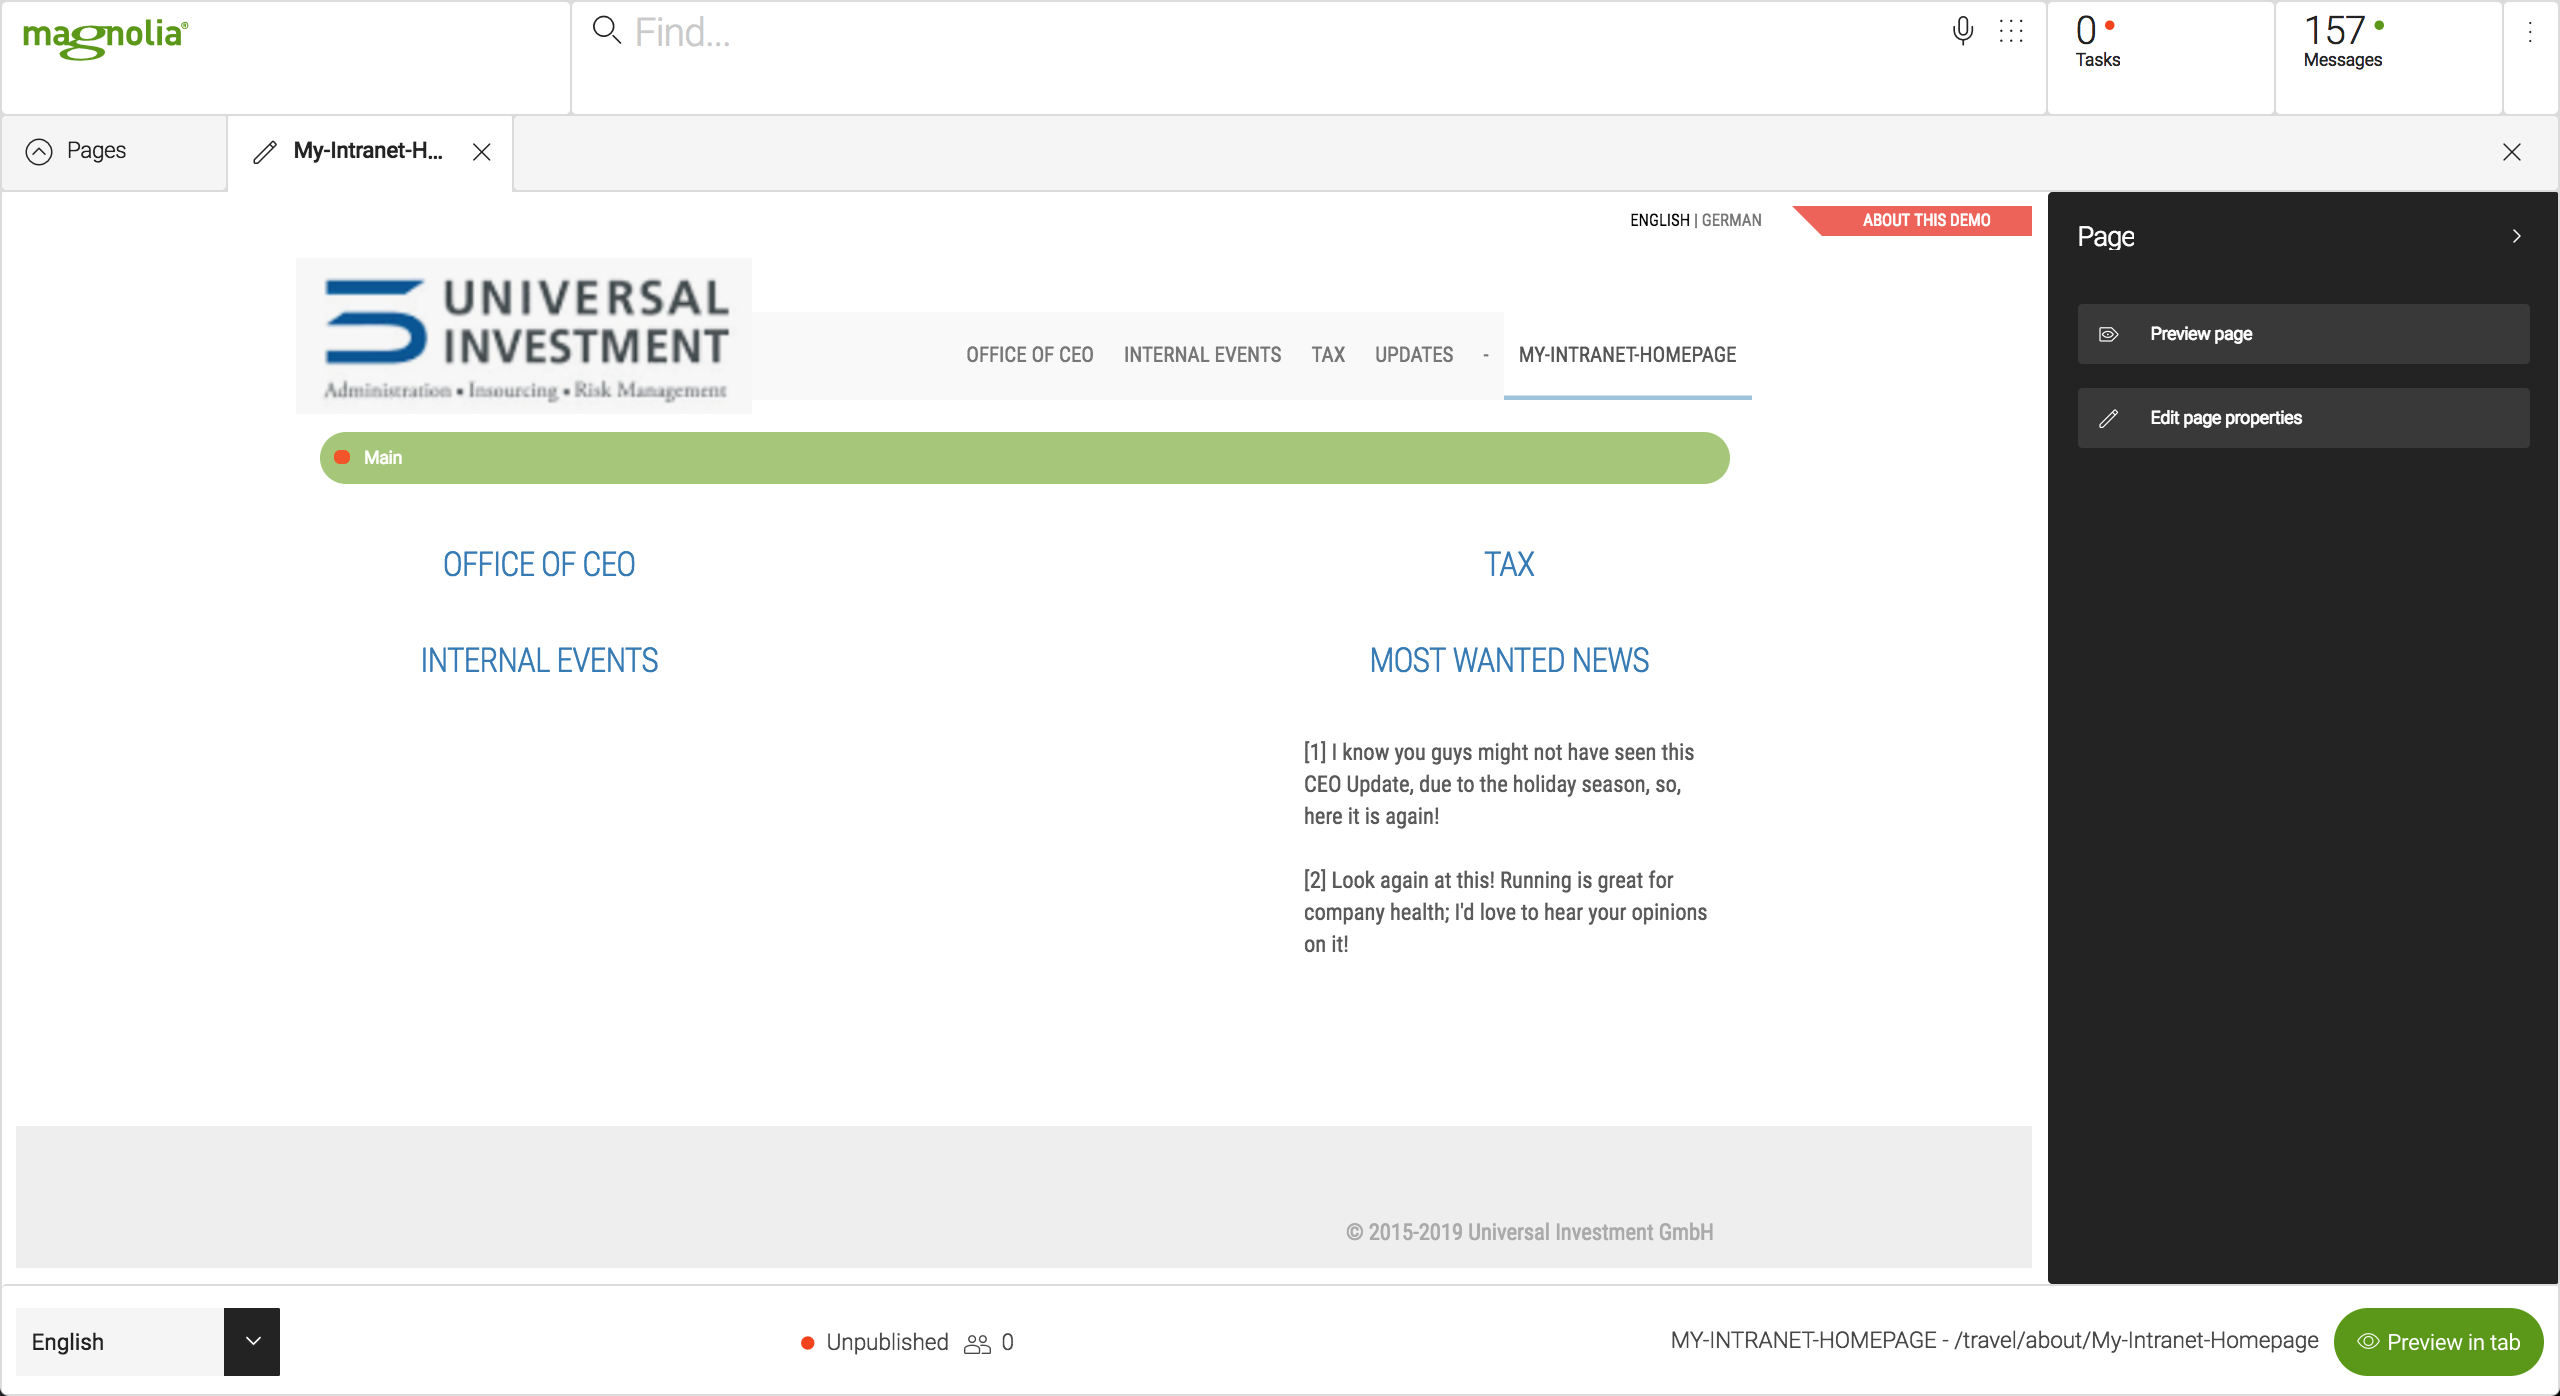 magnolia®
Find...
0
Tasks
157
Messages
Pages
My-Intranet-H...
ENGLISH | GERMAN
ABOUT THIS DEMO
UNIVERSAL
INVESTMENT
Administration ▪ Insourcing ▪ Risk Management
OFFICE OF CEO INTERNAL EVENTS TAX UPDATES - MY-INTRANET-HOMEPAGE
Main
OFFICE OF CEO
TAX
INTERNAL EVENTS
MOST WANTED NEWS
[1] I know you guys might not have seen this
CEO Update, due to the holiday season, so,
here it is again!
[2] Look again at this! Running is great for
company health; I'd love to hear your opinions
on it!
© 2015-2019 Universal Investment GmbH
Page
Preview page
Edit page properties
English
Unpublished 0
MY-INTRANET-HOMEPAGE - /travel/about/My-Intranet-Homepage
Preview in tab